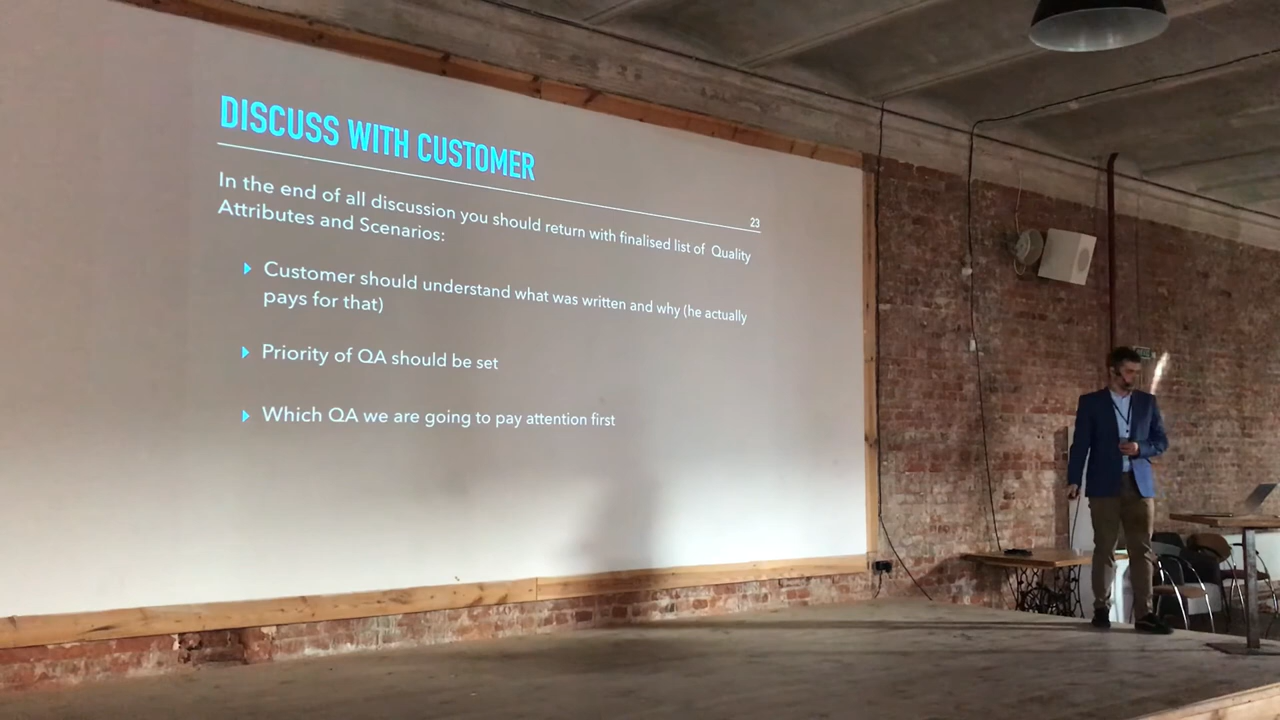 DISCUSS WITH CUSTOMER
23
In the end of all discussion you should return with finalised list of Quality
Attributes and Scenarios:
Customer should understand what was written and why (he actually
pays for that)
Priority of QA should be set
Which QA we are going to pay attention first